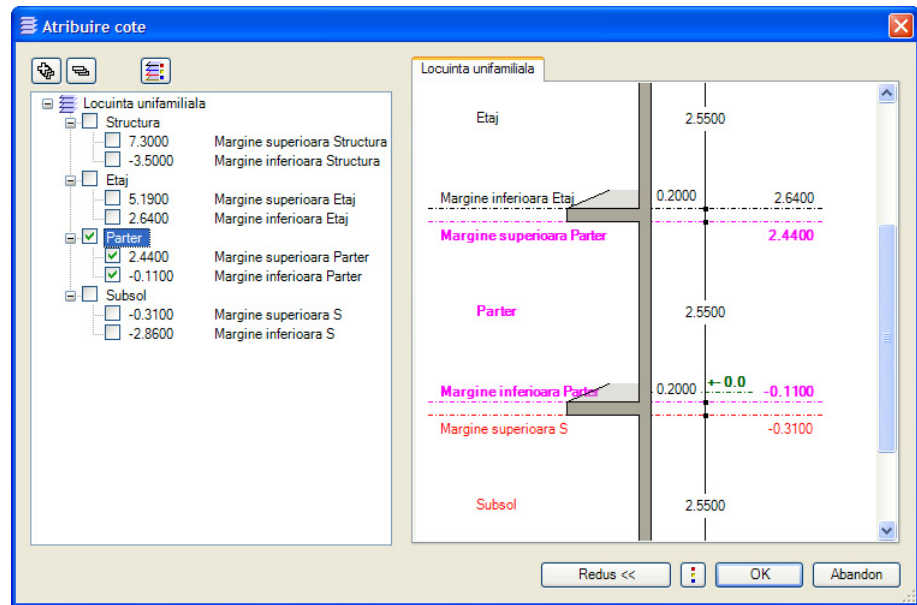 Atribuire cote
Locuinta unifamiliala
Structura
7.3000 Margine superioara Structura
-3.5000 Margine inferioara Structura
Etaj
5.1900 Margine superioara Etaj
2.6400 Margine inferioara Etaj
Parter
2.4400 Margine superioara Parter
-0.1100 Margine inferioara Parter
Subsol
-0.3100 Margine superioara S
-2.8600 Margine inferioara S
Locuinta unifamiliala
Etaj 2.5500
Margine inferioara Etaj 0.2000 2.6400
Margine superioara Parter 2.4400
Parter 2.5500
+-0.0
Margine inferioara Parter 0.2000 -0.1100
Margine superioara S -0.3100
Subsol 2.5500
Redus << OK Abandon